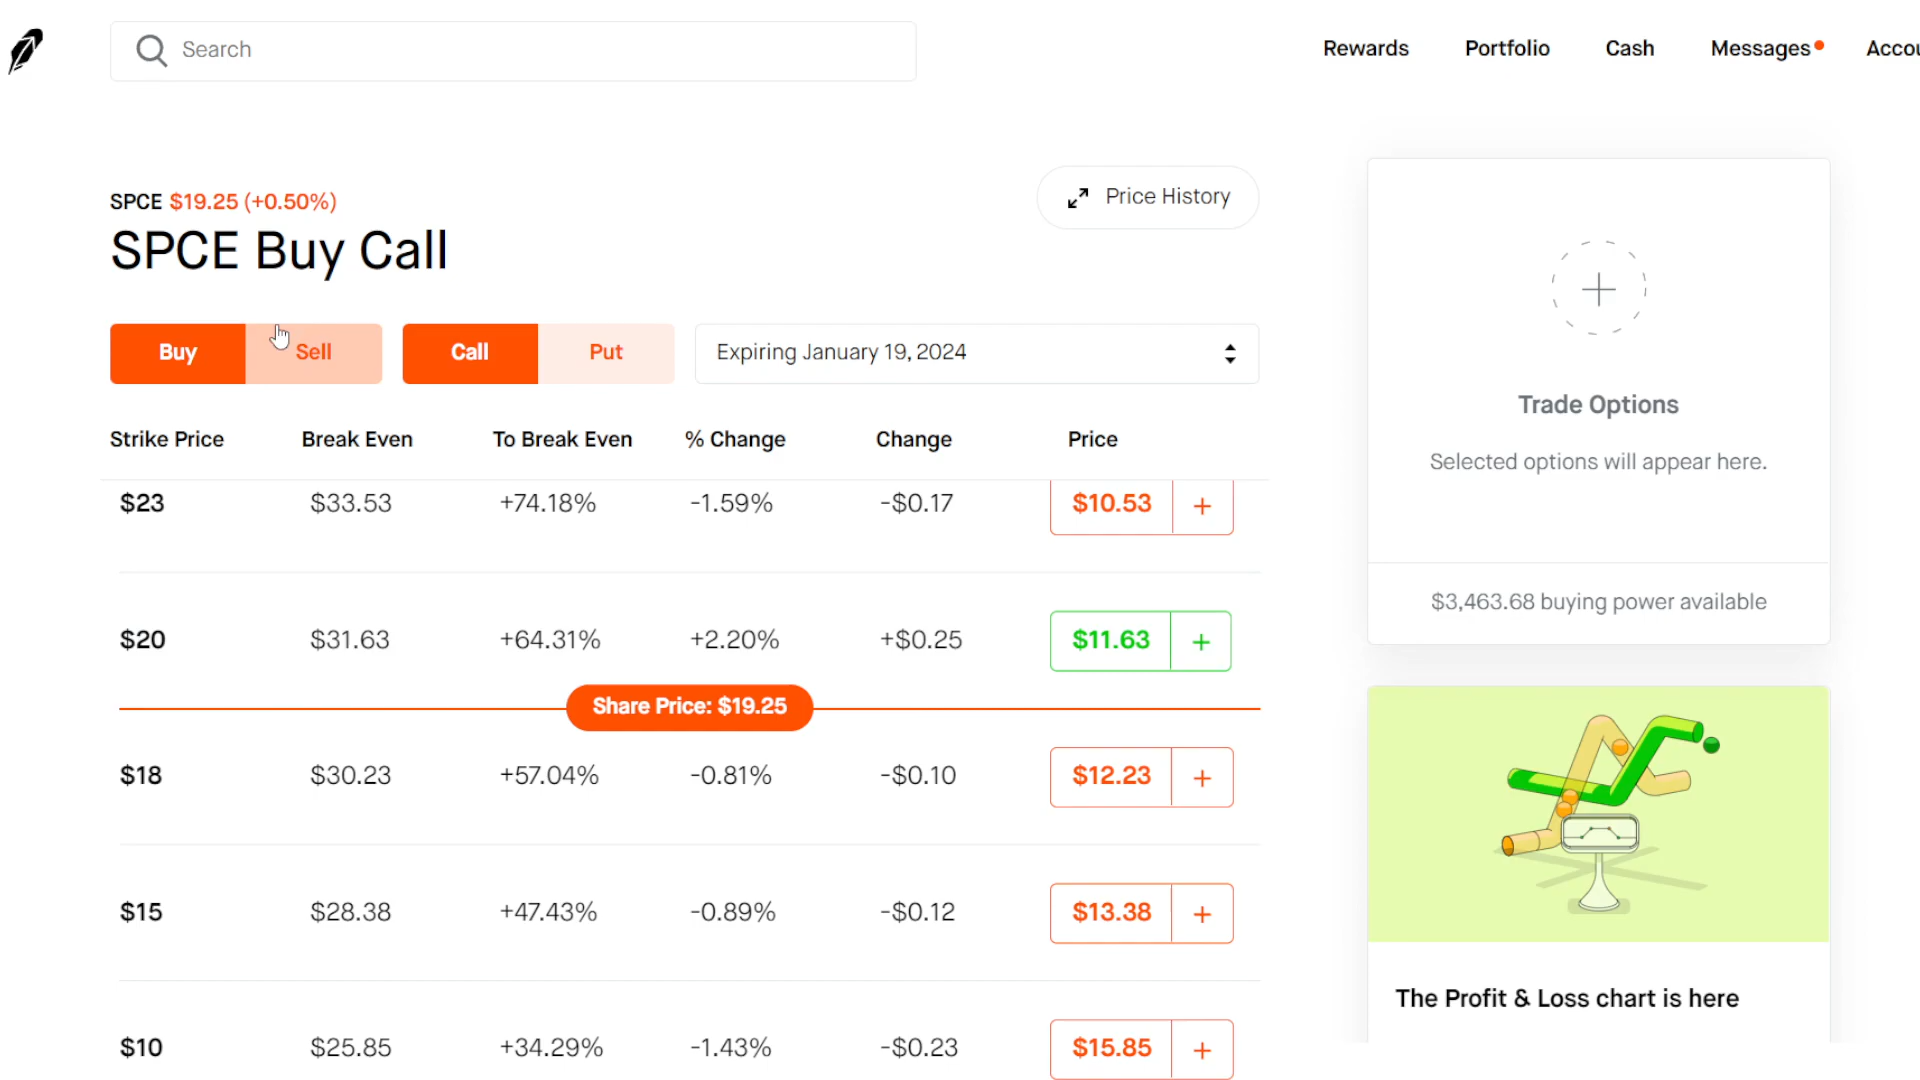 Search
Rewards Portfolio Cash Messages Accou
SPCE $19.25 (+0.50%)
SPCE Buy Call
Price History
Buy Sell Call Put Expiring January 19, 2024
Strike Price Break Even To Break Even % Change Change Price
$23 $33.53 +74.18% -1.59% -$0.17 $10.53 +
$20 $31.63 +64.31% +2.20% +$0.25 $11.63 +
Share Price: $19.25
$18 $30.23 +57.04% -0.81% -$0.10 $12.23 +
$15 $28.38 +47.43% -0.89% -$0.12 $13.38 +
$10 $25.85 +34.29% -1.43% -$0.23 $15.85 +
Trade Options
Selected options will appear here.
$3,463.68 buying power available
The Profit & Loss chart is here